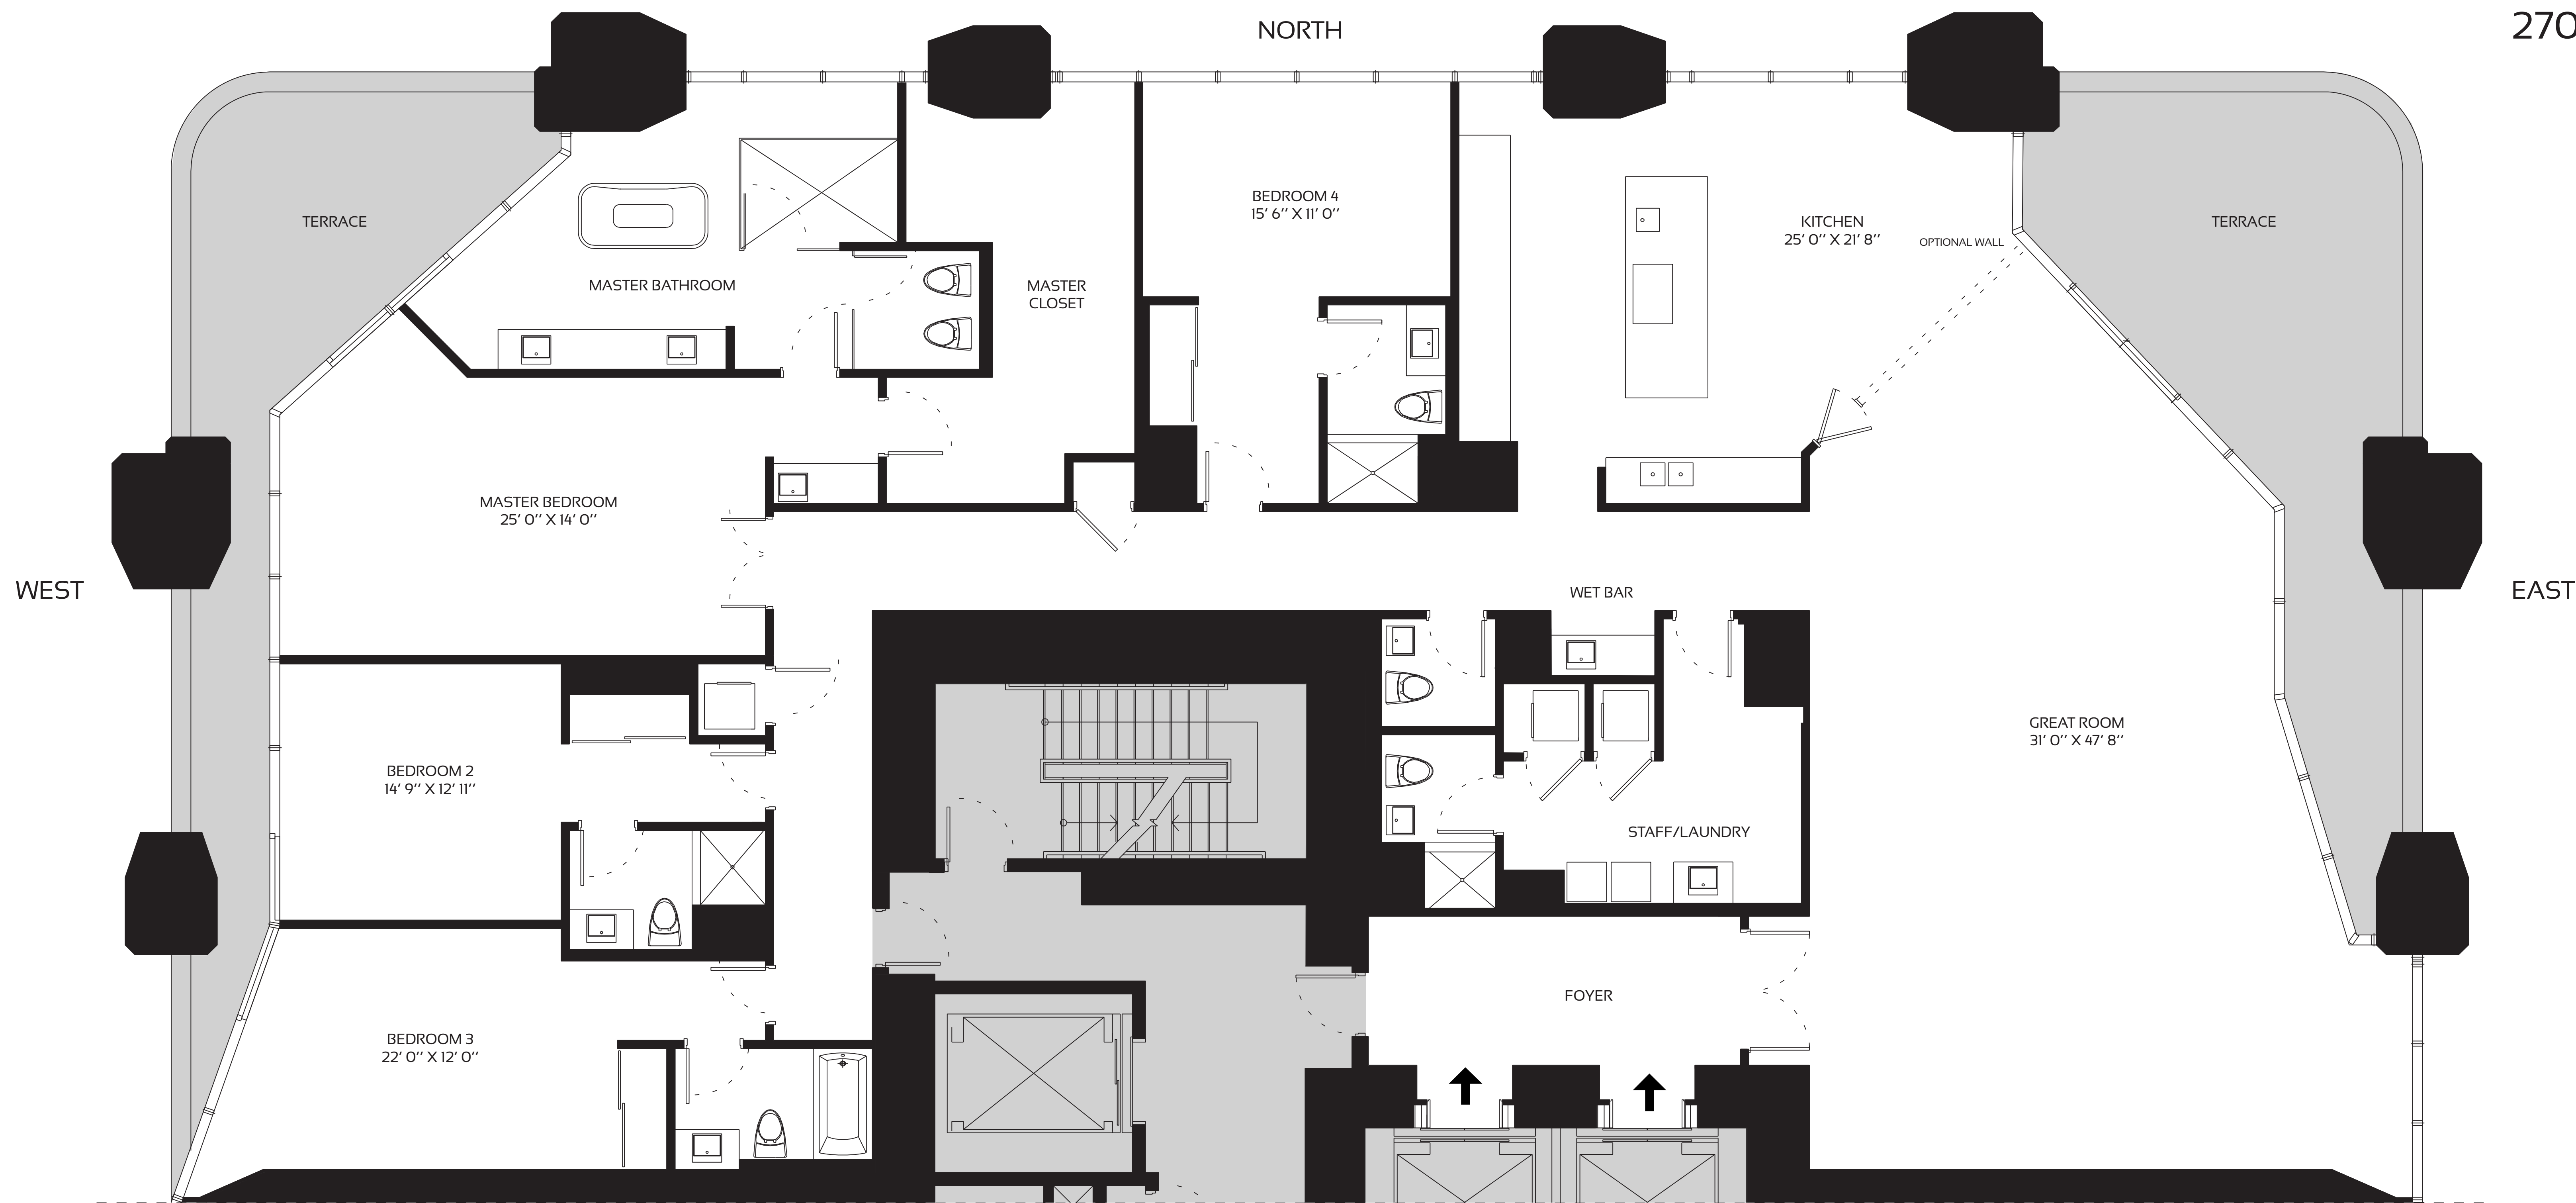 NORTH
270
TERRACE
BEDROOM 4
15' 6'' X 11' 0''
KITCHEN
25' 0'' X 21' 8''
OPTIONAL WALL
TERRACE
MASTER BATHROOM
MASTER
CLOSET
MASTER BEDROOM
25' 0'' X 14' 0''
WEST
WET BAR
EAST
GREAT ROOM
31' 0'' X 47' 8''
BEDROOM 2
14' 9'' X 12' 11''
STAFF/LAUNDRY
FOYER
BEDROOM 3
22' 0'' X 12' 0''